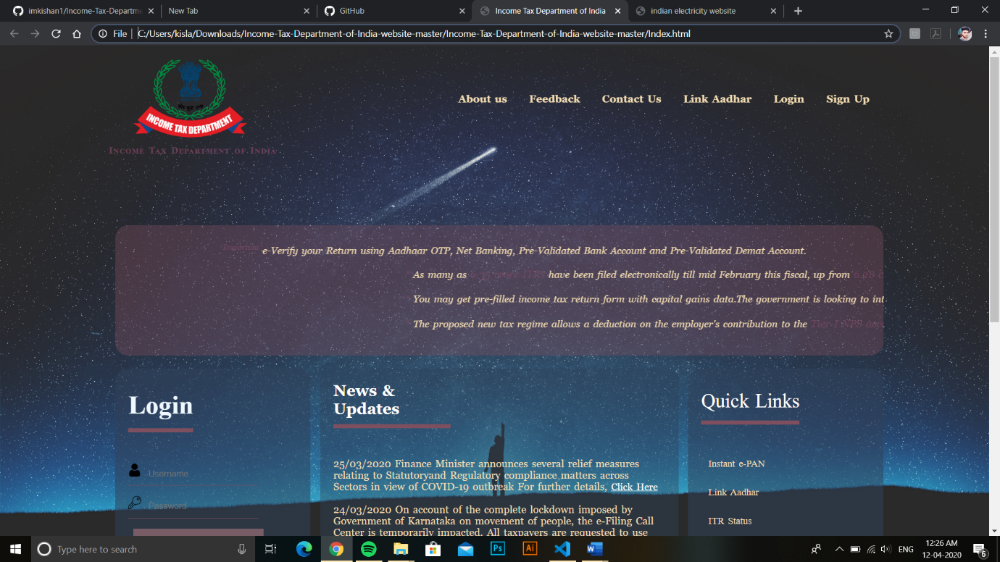 imkishan1/Income-Tax-Departme
New Tab
GitHub
Income Tax Department of India
indian electricity website
File
C:/Users/kisla/Downloads/Income-Tax-Department-of-India-website-master/Income-Tax-Department-of-India-website-master/Index.html
INCOME TAX DEPARTMENT
Income Tax Department of India
About us
Feedback
Contact Us
Link Aadhar
Login
Sign Up
Important e-Verify your Return using Aadhaar OTP, Net Banking, Pre-Validated Bank Account and Pre-Validated Demat Account.
As many as ITRs have been filed electronically till mid February this fiscal, up from 6.28 c
You may get pre-filled income tax return form with capital gains data.The government is looking to int
The proposed new tax regime allows a deduction on the employer's contribution to the Tier-I NPS
Login
Username
Password
News &
Updates
25/03/2020 Finance Minister announces several relief measures
relating to Statutoryand Regulatory compliance matters across
Sectors in view of COVID-19 outbreak For further details, Click Here
24/03/2020 On account of the complete lockdown imposed by
Government of Karnataka on movement of people, the e-Filing Call
Center is temporarily impacted. All taxpayers are requested to use
Quick Links
Instant e-PAN
Link Aadhar
ITR Status
Type here to search
Ps
Ai
ENG
12:26 AM
12-04-2020
6